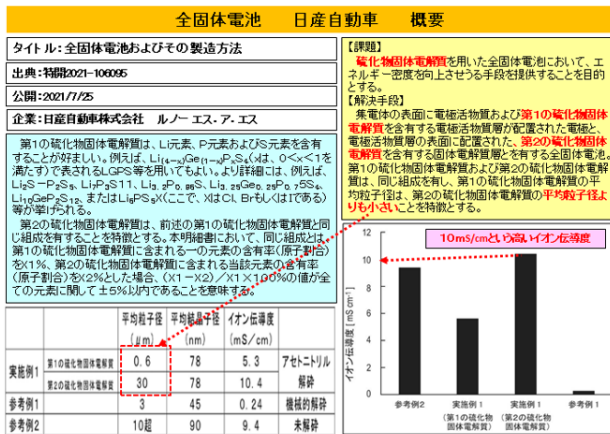 全固体電池　日産自動車　概要
タイトル：全固体電池およびその製造方法
出典：特開2021-106095
公開：2021/7/25
企業：日産自動車株式会社　ルノー エス．ア．エス
第1の硫化物固体電解質は、Li元素、P元素およびS元素を含有
することが好ましい。例えば、Li(4-x)Ge(1-x)PxS4(xは、0<x<1を
満たす)で表されるLGPS等を用いてもよい。より詳細には、例えば、
Li2S-P2S5、Li7P3S11、Li3.2P0.96S、Li3.25Ge0.25P0.75S4、
Li10GeP2S12、またはLi6PS5X(ここで、XはCl、BrもしくはIである)
等が挙げられる。
第2の硫化物固体電解質は、前述の第1の硫化物固体電解質と同
じ組成を有することを特徴とする。本明細書において、同じ組成とは、
第1の硫化物固体電解質に含まれる一の元素の含有率(原子割合)
をX1%、第2の硫化物固体電解質に含まれる当該元素の含有率
(原子割合)をX2%とした場合、(X1-X2)/X1×100%の値が全
ての元素に関して±5%以内であることを意味する。
【課題】
硫化物固体電解質を用いた全固体電池において、エ
ネルギー密度を向上させうる手段を提供することを目的
とする。
【解決手段】
集電体の表面に電極活物質および第1の硫化物固体
電解質を含有する電極活物質層が配置された電極と、
電極活物質層の表面に配置された、第2の硫化物固体
電解質を含有する固体電解質層とを有する全固体電池。
第1の硫化物固体電解質および第2の硫化物固体電解
質は、同じ組成を有し、第1の硫化物固体電解質の平
均粒子径は、第2の硫化物固体電解質の平均粒子径よ
りも小さいことを特徴とする。
平均粒子径 平均結晶子径 イオン伝導度
(μm) (nm) (mS/cm)
実施例1 第1の硫化物固体電解質 0.6 78 5.3 アセトニトリル
第2の硫化物固体電解質 30 78 10.4 解砕
参考例1 3 45 0.24 機械的解砕
参考例2 10超 90 9.4 未解砕
10mS/cmという高いイオン伝導度
イオン伝導度 [mS cm-1]
12
10
8
6
4
2
0
参考例2 実施例1 実施例1 参考例1
(第1の硫化物 (第2の硫化物
固体電解質) 固体電解質)